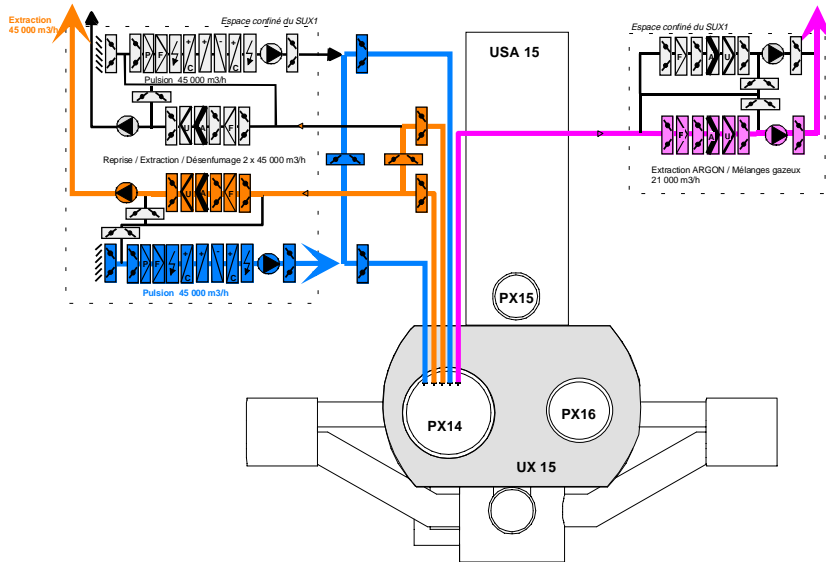 Extraction
45 000 m3/h
Espace confiné du SUX1
P F C C
Pulsion 45 000 m3/h
U A F
Reprise / Extraction / Désenfumage 2 x 45 000 m3/h
U A F
P F C C
Pulsion 45 000 m3/h
USA 15
Espace confiné du SUX1
F A U
F A U
Extraction ARGON / Mélanges gazeux
21 000 m3/h
PX15
PX14
PX16
UX 15